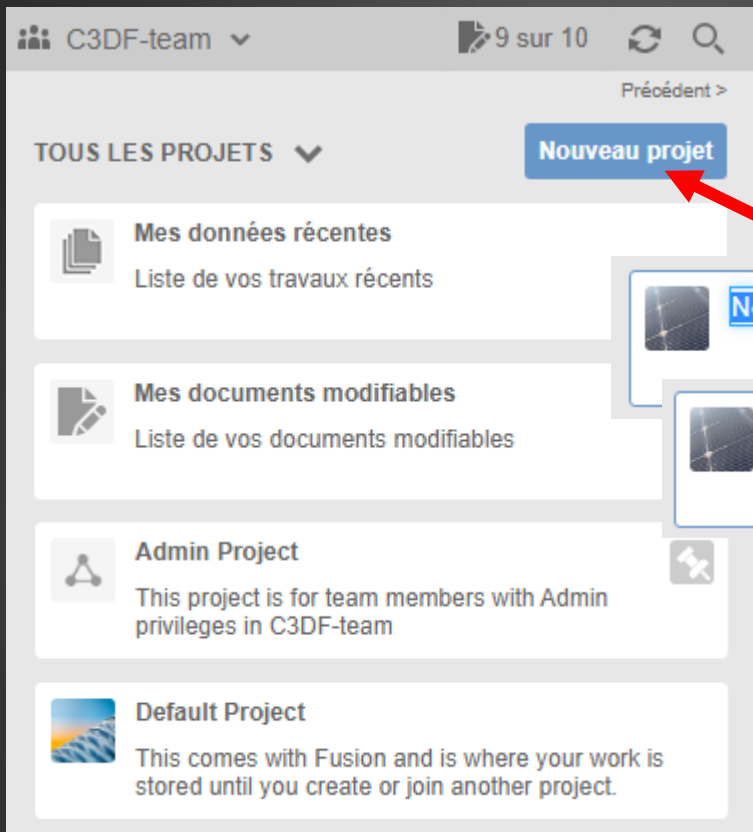 C3DF-team
9 sur 10
Précédent >
TOUS LES PROJETS
Nouveau projet
Mes données récentes
Liste de vos travaux récents
Mes documents modifiables
Liste de vos documents modifiables
Admin Project
This project is for team members with Admin
privileges in C3DF-team
Default Project
This comes with Fusion and is where your work is
stored until you create or join another project.